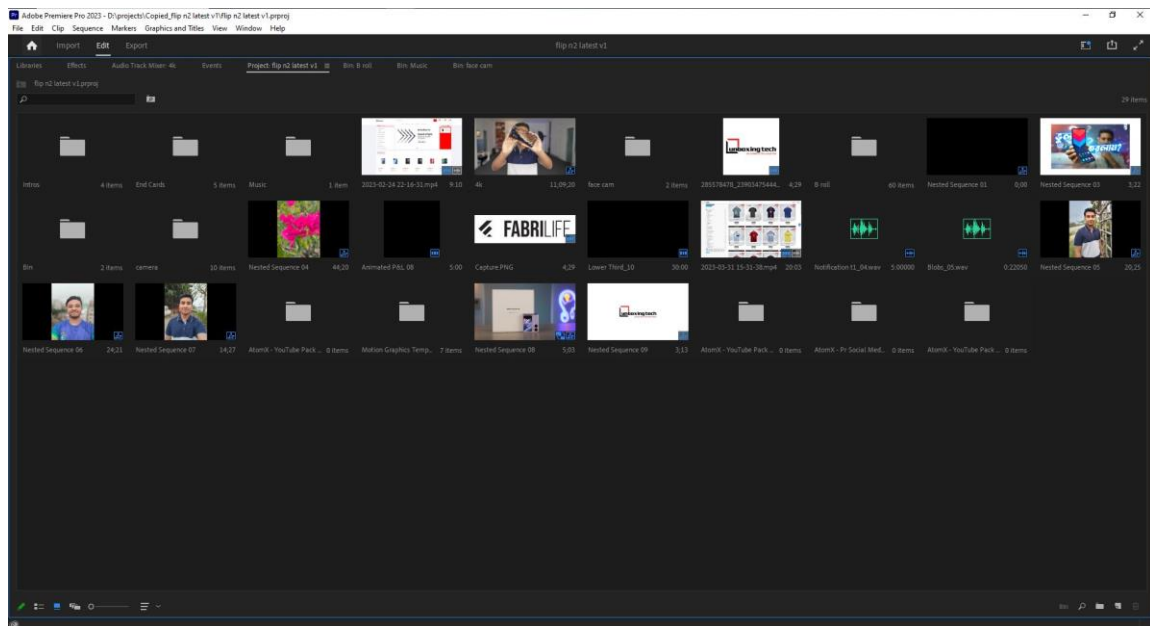 Adobe Premiere Pro 2023 - D:\projects\Copied_flip n2 latest v1\flip n2 latest v1.prproj
File Edit Clip Sequence Markers Graphics and Titles View Window Help
Import Edit Export flip n2 latest v1
Libraries Effects Audio Track Mixer: 4k Events Project: flip n2 latest v1 Bin: B roll Bin: Music Bin: face cam
flip n2 latest v1.prproj
29 items
unboxingtech
Intros 4 items End Cards 5 items Music 1 item 2023-02-24 22-16-31.mp4 9:10 4k 11,09;20 face cam 2 items 4;29 B roll 60 items Nested Sequence 01 0;00 Nested Sequence 03 3;22
FABRILIFE
Bin 2 items camera 10 items Nested Sequence 04 44;20 5:00 Capture.PNG 4;29 Lower Third_10 30:00 2023-03-31 15-31-38.mp4 20:03 Notification t1_04.wav 5:00000 Blobs_05.wav 0:22050 Nested Sequence 05 20;25
unboxingtech
Nested Sequence 06 24;21 Nested Sequence 07 14;27 AtomX - YouTube Pack ... 0 items Motion Graphics Temp... 7 items Nested Sequence 08 5;03 Nested Sequence 09 3;13 AtomX - YouTube Pack ... 0 items AtomX - Pr Social Med... 0 items AtomX - YouTube Pack ... 0 items